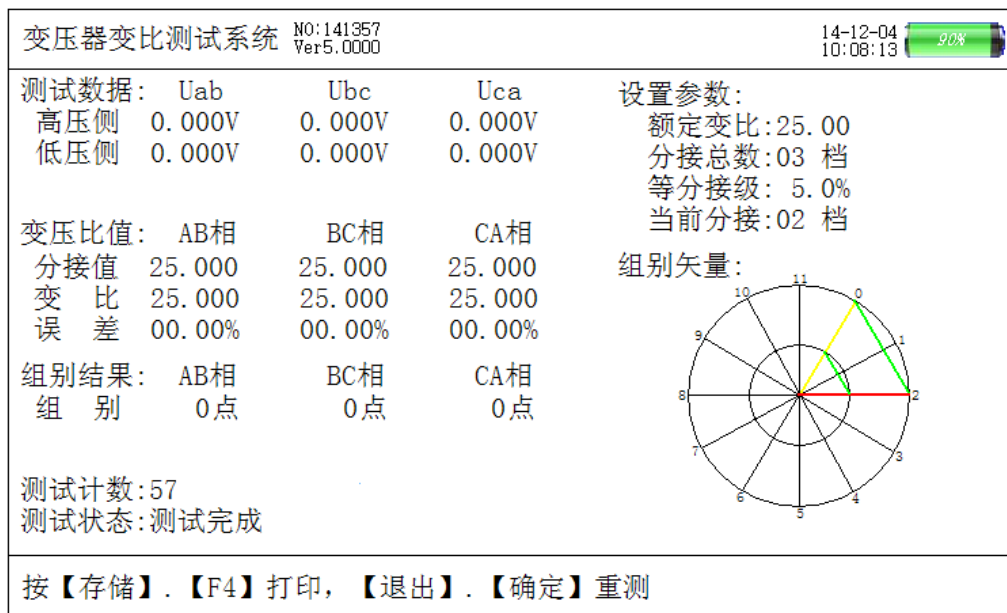 变压器变比测试系统 NO:141357
Ver5.0000
14-12-04
10:08:13
90%
测试数据: Uab Ubc Uca
高压侧 0.000V 0.000V 0.000V
低压侧 0.000V 0.000V 0.000V
变压比值: AB相 BC相 CA相
分接值 25.000 25.000 25.000
变 比 25.000 25.000 25.000
误 差 00.00% 00.00% 00.00%
组别结果: AB相 BC相 CA相
组 别 0点 0点 0点
测试计数:57
测试状态:测试完成
设置参数:
额定变比:25.00
分接总数:03 档
等分接级: 5.0%
当前分接:02 档
组别矢量:
11
0
1
2
3
4
5
6
7
8
9
10
按【存储】.【F4】打印, 【退出】.【确定】重测